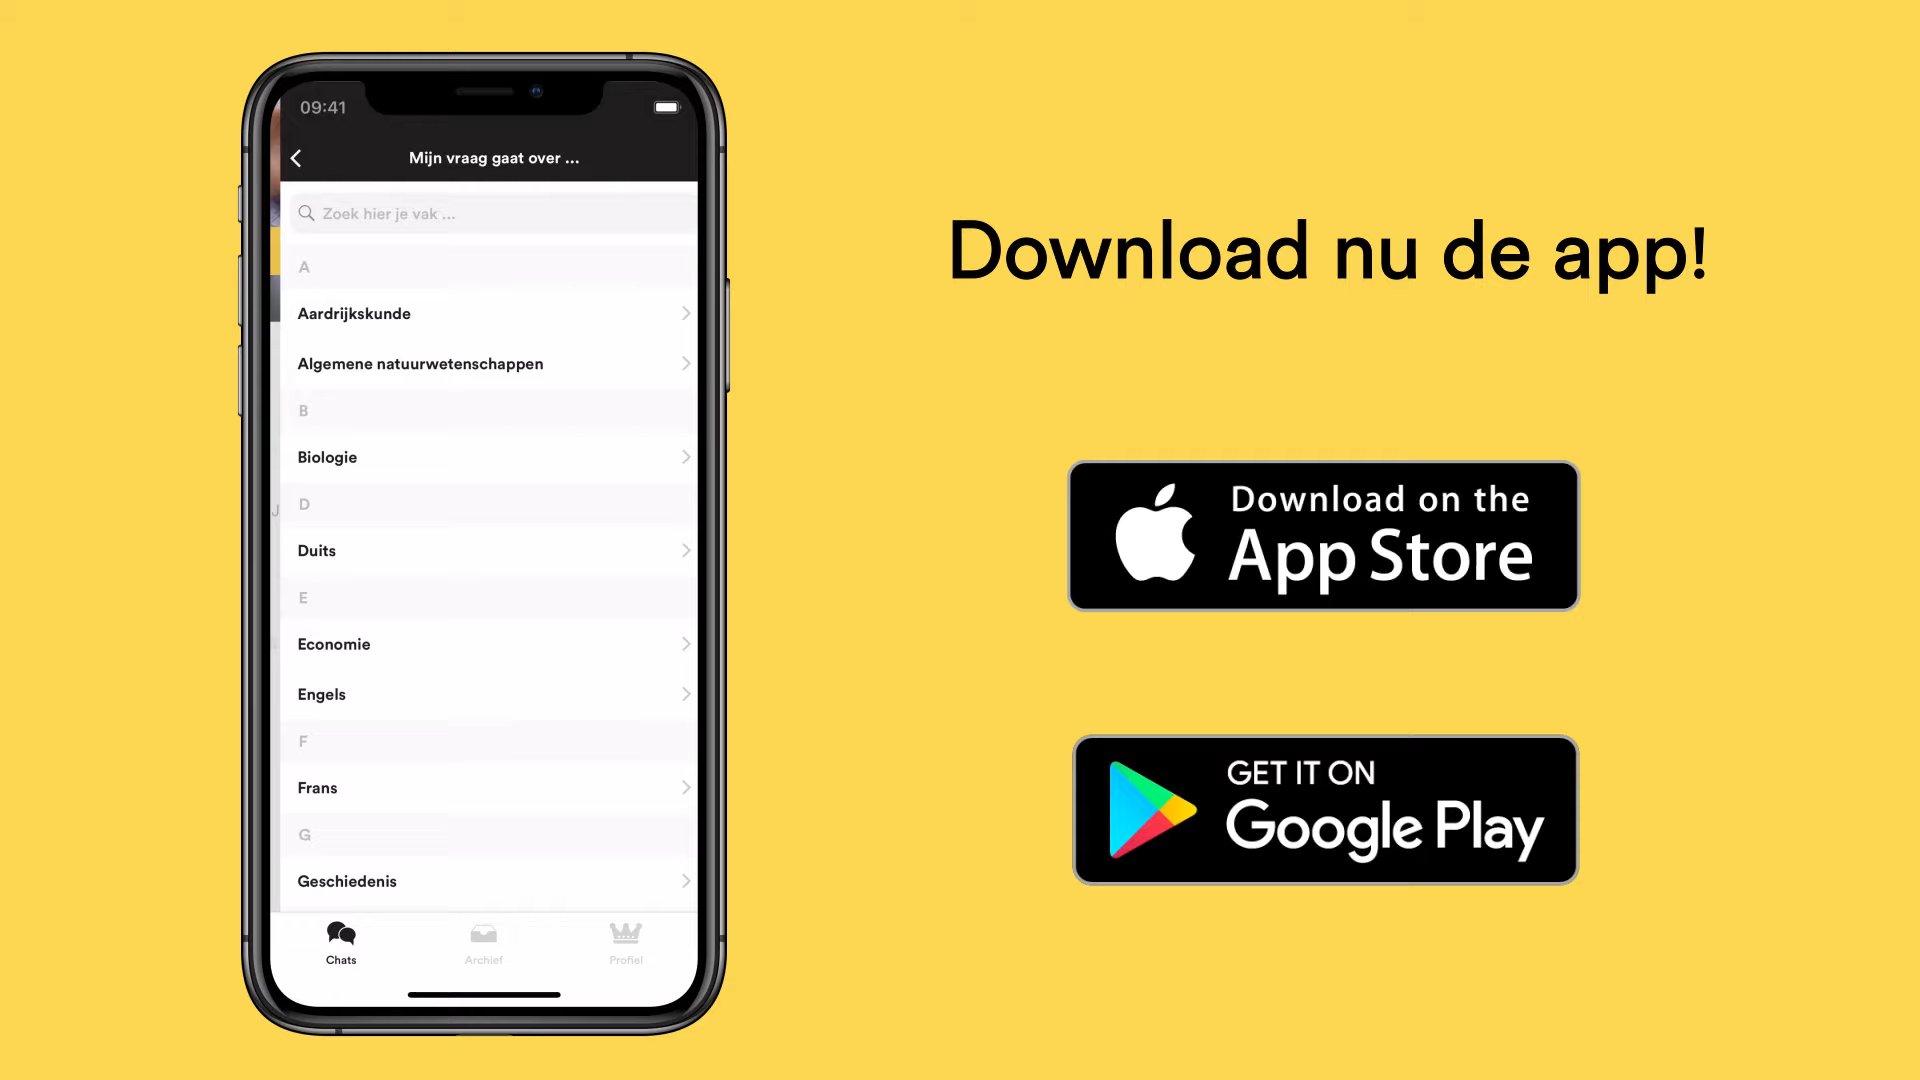 09:41
Mijn vraag gaat over ...
Zoek hier je vak ...
A
Aardrijkskunde
Algemene natuurwetenschappen
B
Biologie
D
Duits
E
Economie
Engels
F
Frans
G
Geschiedenis
Chats
Archief
Profiel
Download nu de app!
Download on the
App Store
GET IT ON
Google Play